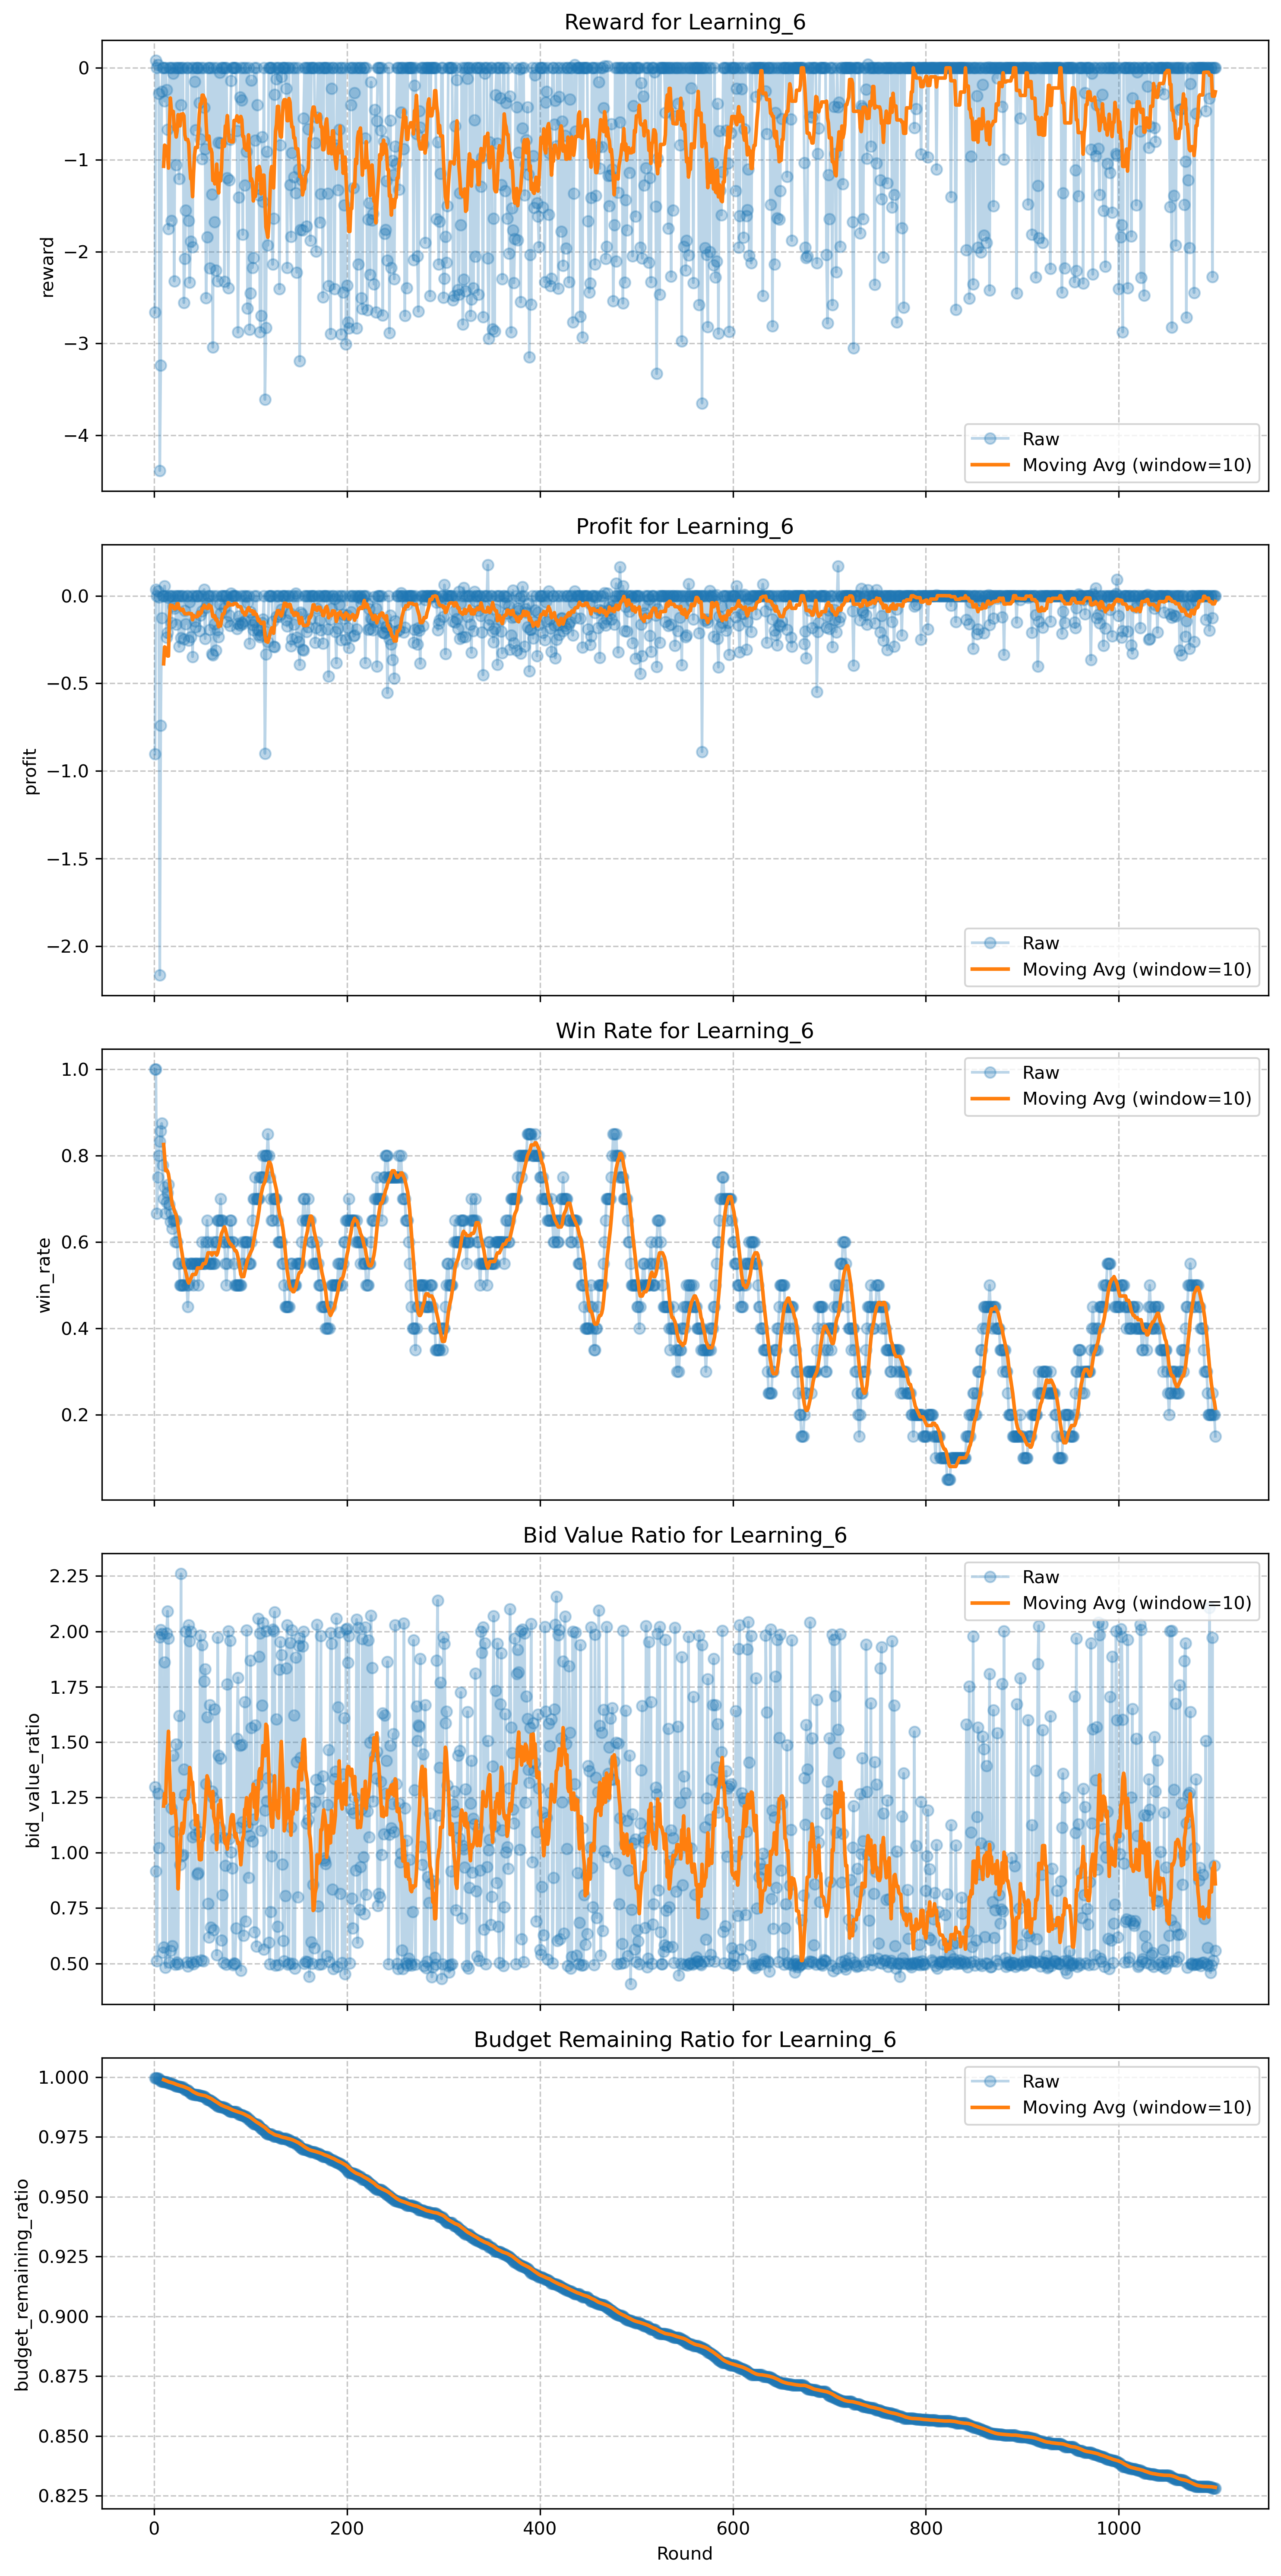 Reward for Learning_6
0
−1
−2
−3
−4
reward
Raw
Moving Avg (window=10)
Profit for Learning_6
0.0
−0.5
−1.0
−1.5
−2.0
profit
Raw
Moving Avg (window=10)
Win Rate for Learning_6
1.0
0.8
0.6
0.4
0.2
win_rate
Raw
Moving Avg (window=10)
Bid Value Ratio for Learning_6
2.25
2.00
1.75
1.50
1.25
1.00
0.75
0.50
bid_value_ratio
Raw
Moving Avg (window=10)
Budget Remaining Ratio for Learning_6
1.000
0.975
0.950
0.925
0.900
0.875
0.850
0.825
budget_remaining_ratio
Raw
Moving Avg (window=10)
0 200 400 600 800 1000
Round